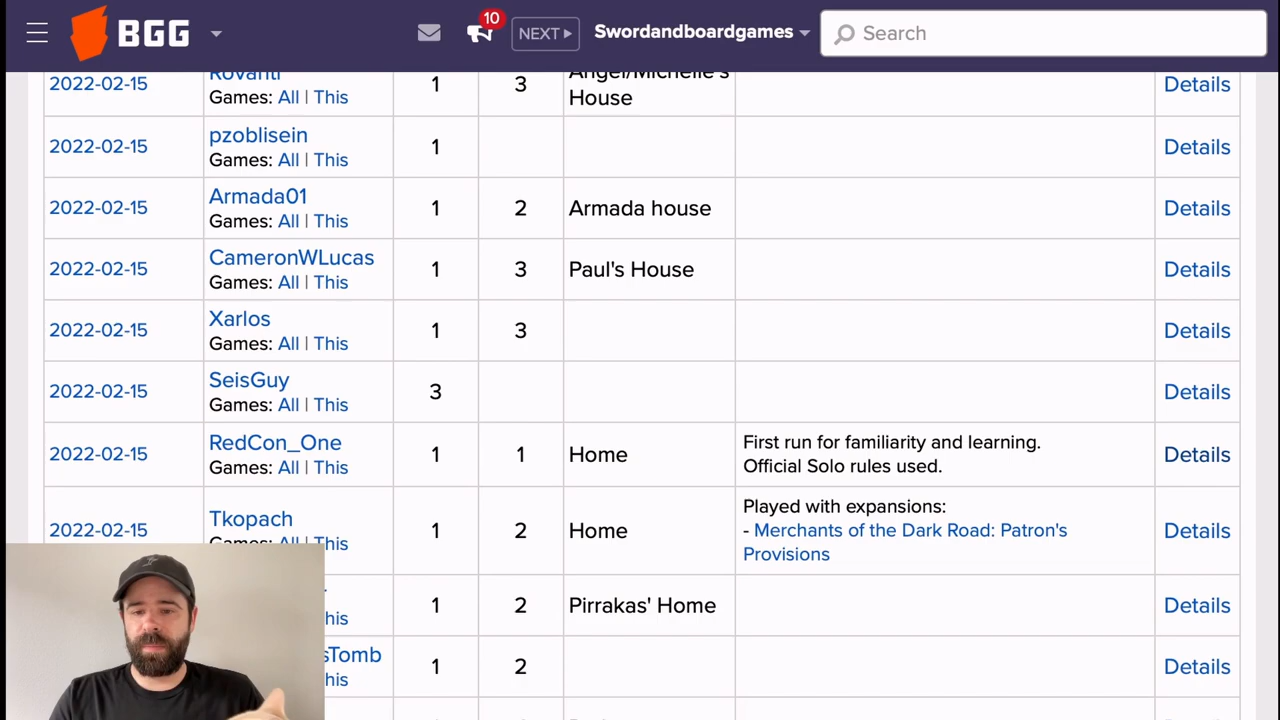 BGG
10
NEXT
Swordandboardgames
Search
2022-02-15 Rovanti 1 3 Angel/Michelle's Details
Games: All | This House
2022-02-15 pzoblisein 1 Details
Games: All | This
2022-02-15 Armada01 1 2 Armada house Details
Games: All | This
2022-02-15 CameronWLucas 1 3 Paul's House Details
Games: All | This
2022-02-15 Xarlos 1 3 Details
Games: All | This
2022-02-15 SeisGuy 3 Details
Games: All | This
2022-02-15 RedCon_One 1 1 Home First run for familiarity and learning. Details
Games: All | This Official Solo rules used.
2022-02-15 Tkopach 1 2 Home Played with expansions: Details
Games: All | This - Merchants of the Dark Road: Patron's
Provisions
1 2 Pirrakas' Home Details
his
sTomb 1 2 Details
his